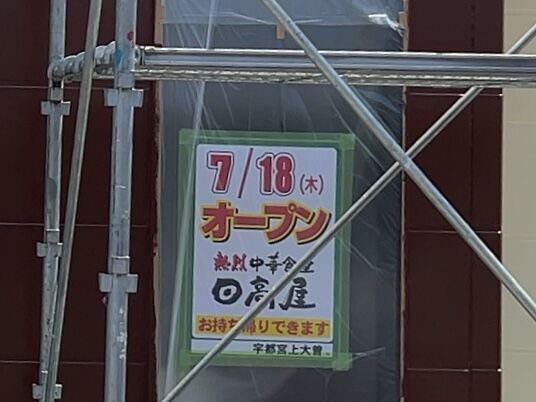 7/18(木)
オープン
熱烈中華食堂
日高屋
お持ち帰りできます
宇都宮上大曽